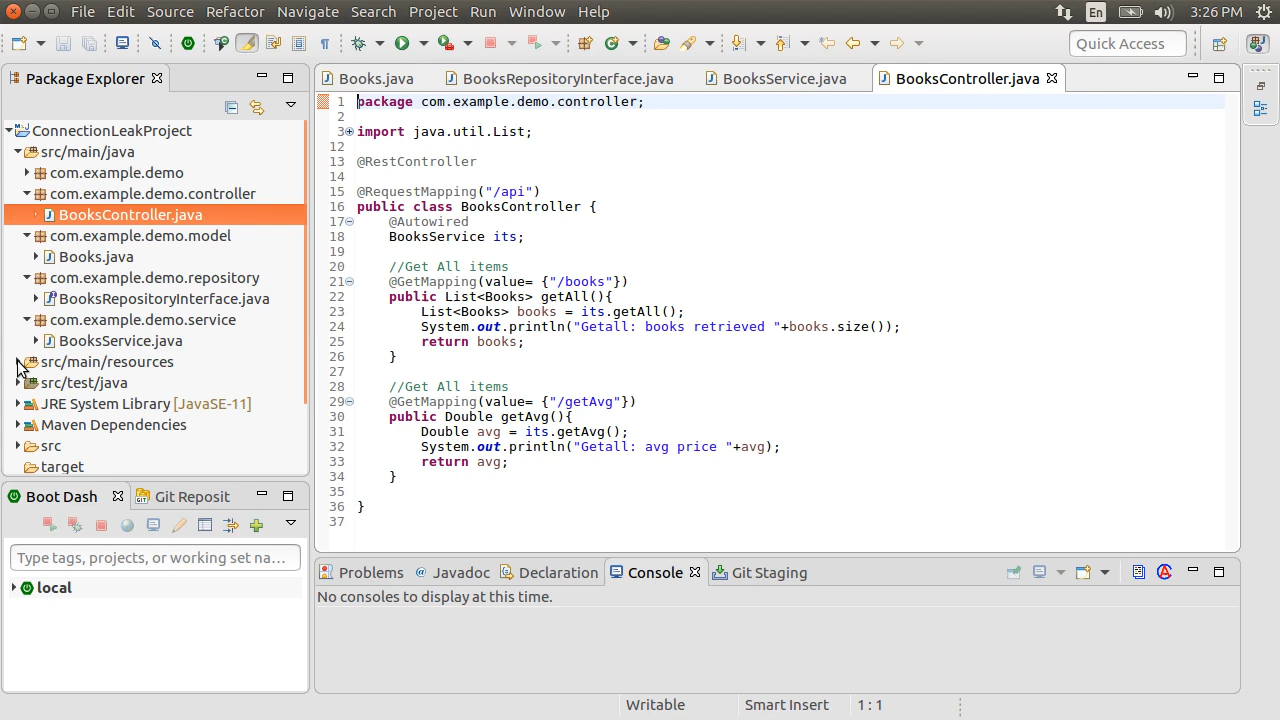 File Edit Source Refactor Navigate Search Project Run Window Help En 3:26 PM
Quick Access
Package Explorer
ConnectionLeakProject
src/main/java
com.example.demo
com.example.demo.controller
BooksController.java
com.example.demo.model
Books.java
com.example.demo.repository
BooksRepositoryInterface.java
com.example.demo.service
BooksService.java
src/main/resources
src/test/java
JRE System Library [JavaSE-11]
Maven Dependencies
src
target
Boot Dash Git Reposit
Type tags, projects, or working set na...
local
Books.java BooksRepositoryInterface.java BooksService.java BooksController.java
1 package com.example.demo.controller;
2
3 import java.util.List;
12
13 @RestController
14
15 @RequestMapping("/api")
16 public class BooksController {
17 @Autowired
18 BooksService its;
19
20 //Get All items
21 @GetMapping(value= {"/books"})
22 public List<Books> getAll(){
23 List<Books> books = its.getAll();
24 System.out.println("Getall: books retrieved "+books.size());
25 return books;
26 }
27
28 //Get All items
29 @GetMapping(value= {"/getAvg"})
30 public Double getAvg(){
31 Double avg = its.getAvg();
32 System.out.println("Getall: avg price "+avg);
33 return avg;
34 }
35
36 }
37
Problems @ Javadoc Declaration Console Git Staging
No consoles to display at this time.
Writable Smart Insert 1 : 1